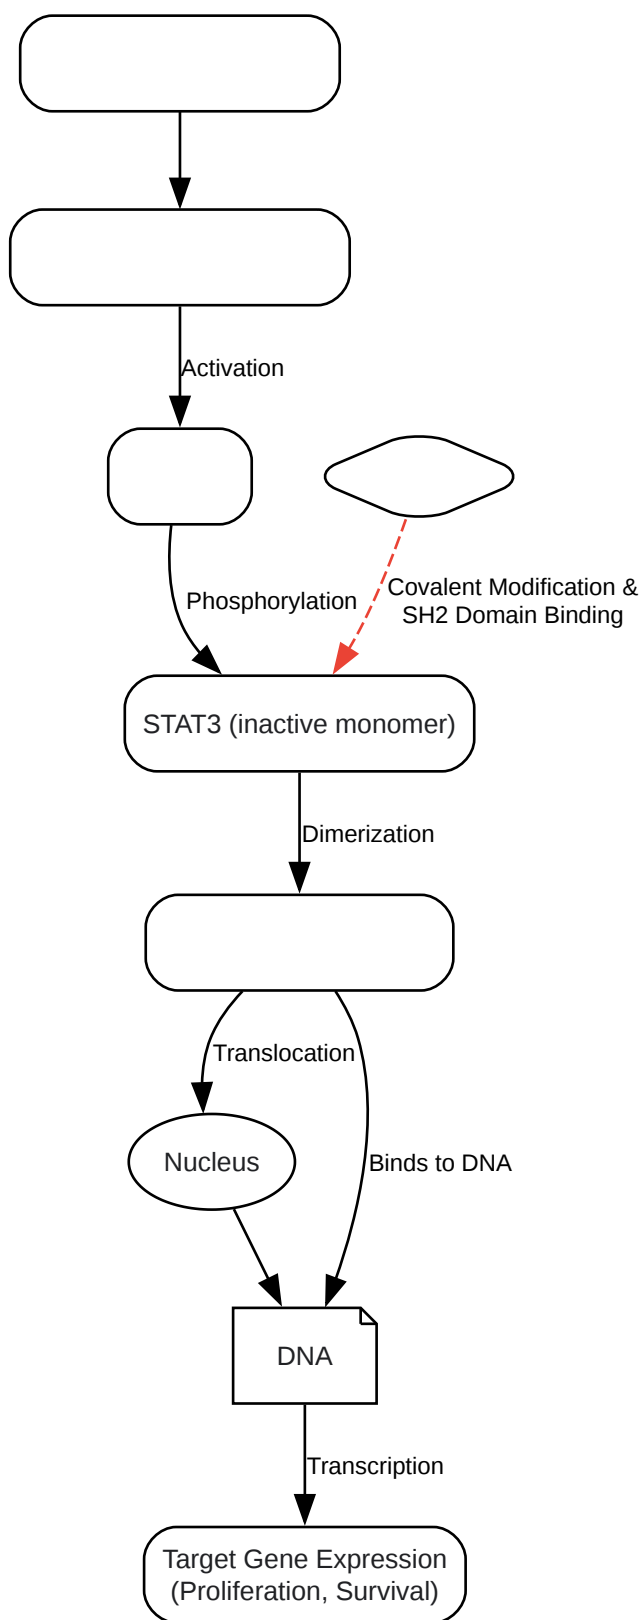 Activation
Phosphorylation
Covalent Modification &
SH2 Domain Binding
STAT3 (inactive monomer)
Dimerization
Translocation
Nucleus
Binds to DNA
DNA
Transcription
Target Gene Expression
(Proliferation, Survival)